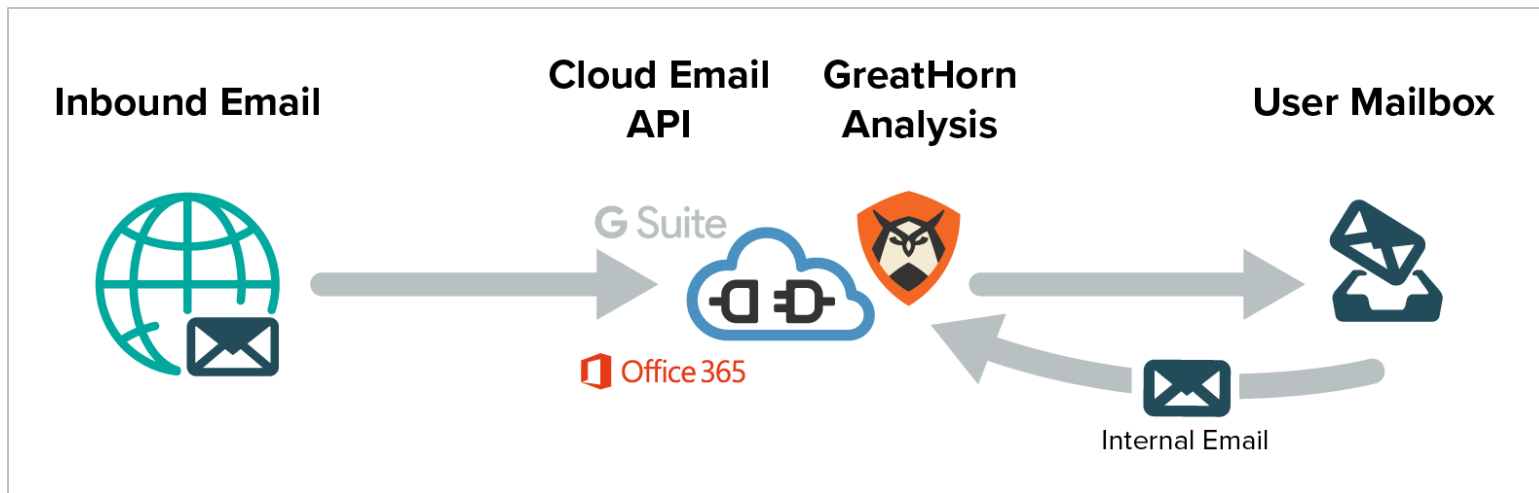 Inbound Email
Cloud Email
API
GreatHorn
Analysis
User Mailbox
G Suite
Office 365
Internal Email